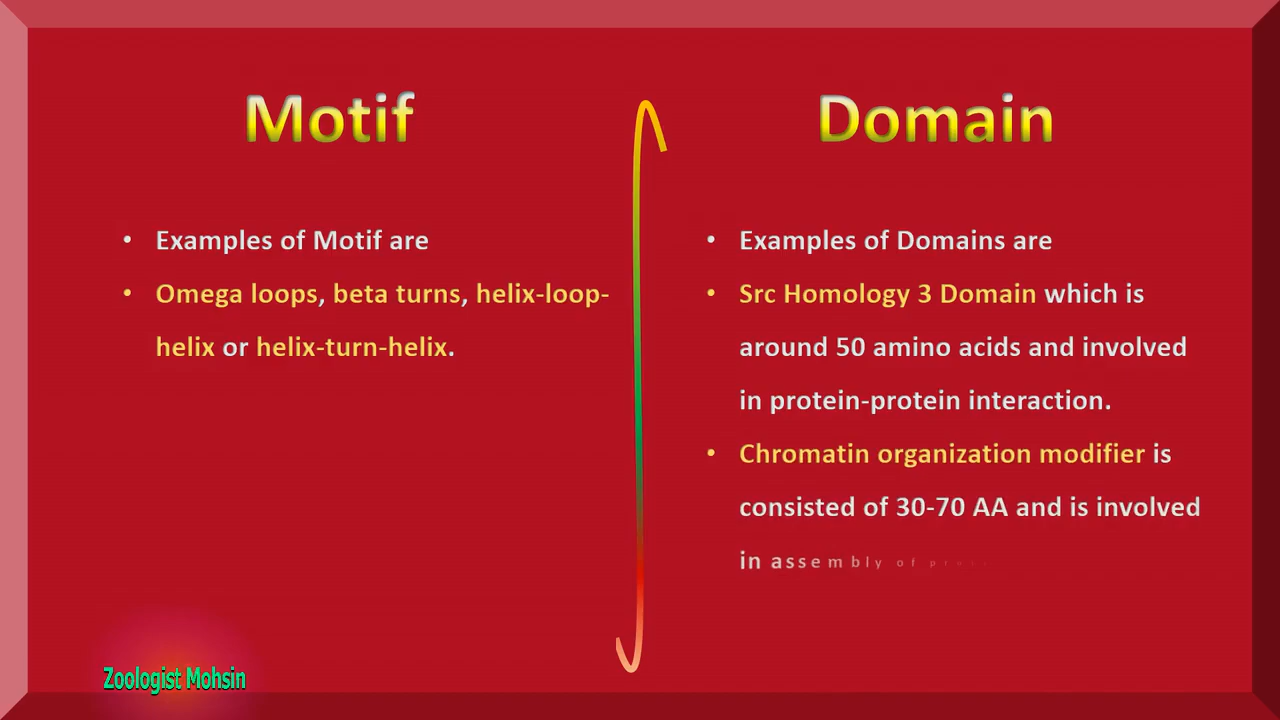 Motif
• Examples of Motif are
• Omega loops, beta turns, helix-loop-
helix or helix-turn-helix.
Domain
• Examples of Domains are
• Src Homology 3 Domain which is
around 50 amino acids and involved
in protein-protein interaction.
• Chromatin organization modifier is
consisted of 30-70 AA and is involved
in assembly of
Zoologist Mohsin